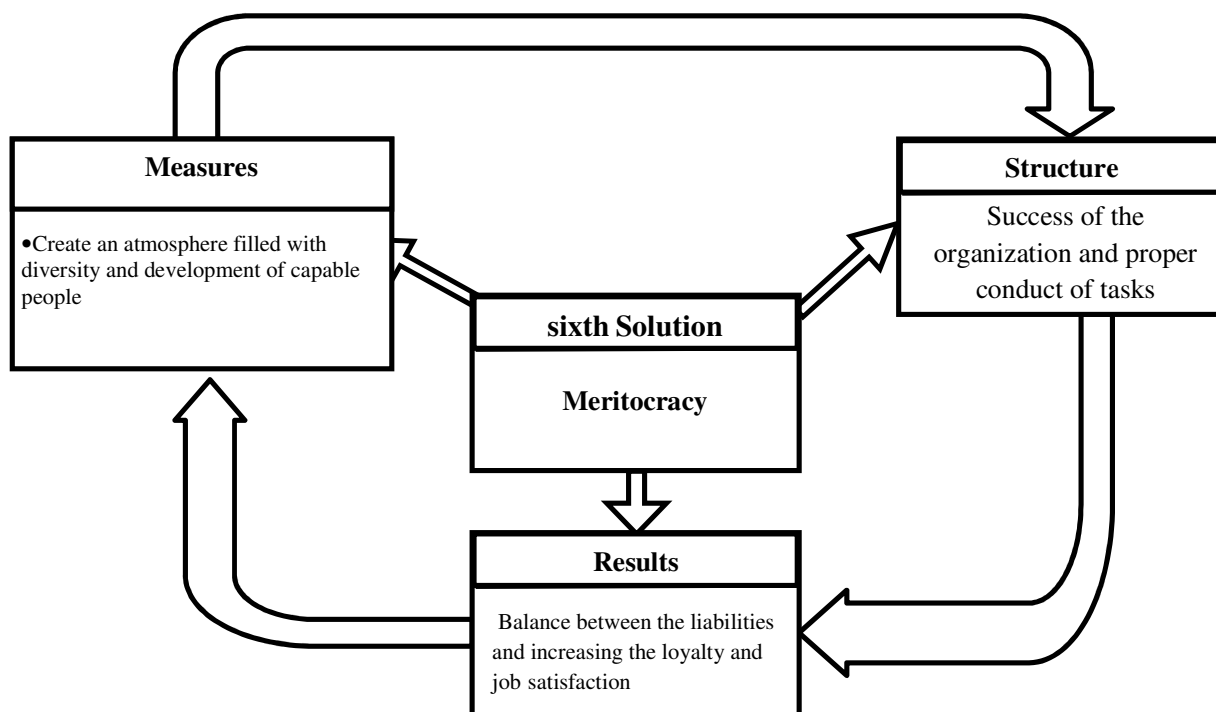 Measures
•Create an atmosphere filled with
diversity and development of capable
people
Structure
Success of the
organization and proper
conduct of tasks
sixth Solution
Meritocracy
Results
Balance between the liabilities
and increasing the loyalty and
job satisfaction